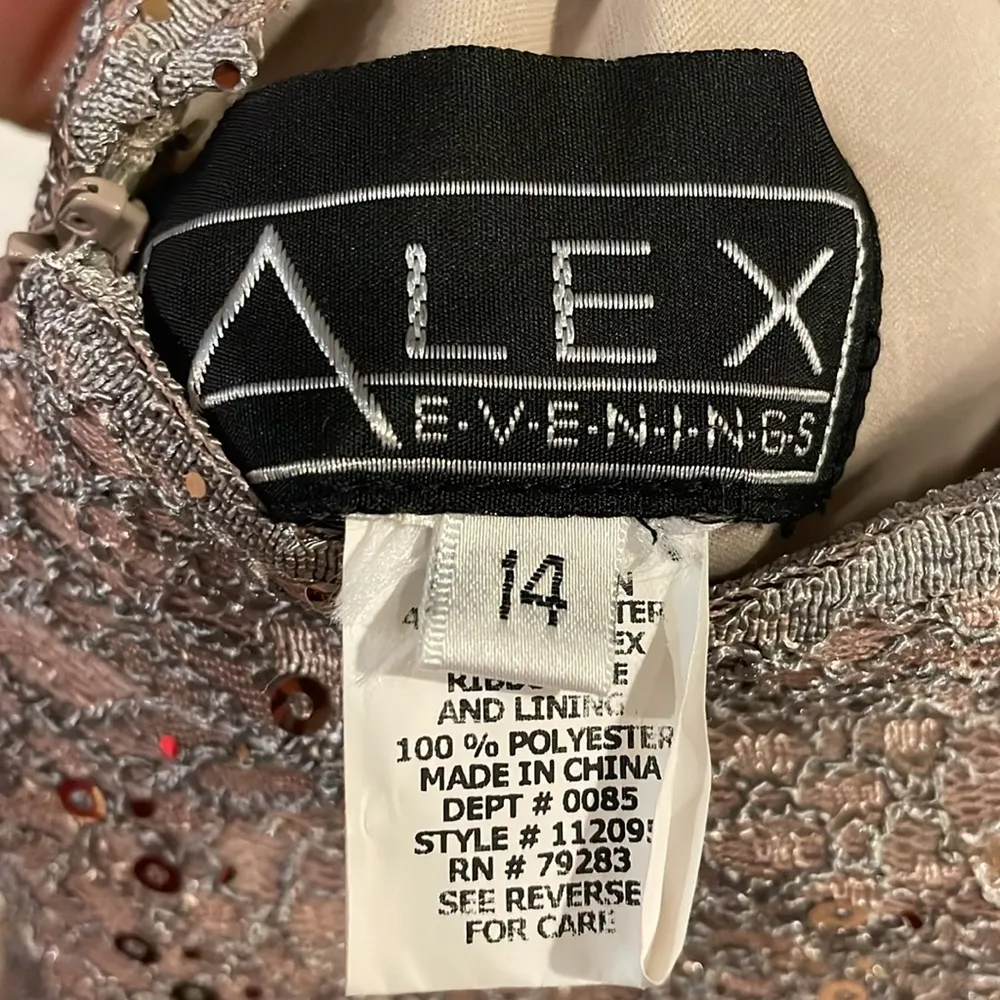 ALEX
E·V·E·N·I·N·G·S
14
AND LINING
100 % POLYESTER
MADE IN CHINA
DEPT # 0085
STYLE # 112095
RN # 79283
SEE REVERSE
FOR CARE